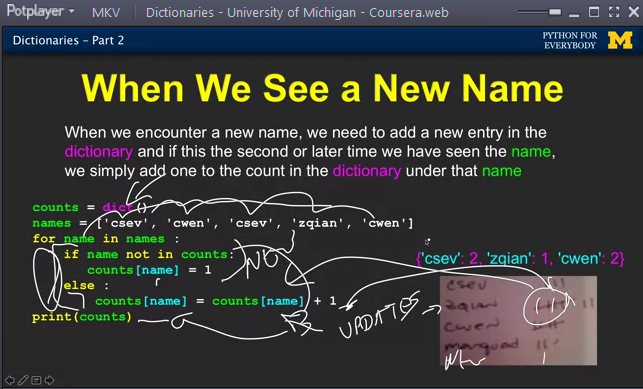 Potplayer
MKV
Dictionaries - University of Michigan - Coursera.web
Dictionaries – Part 2
PYTHON FOR
EVERYBODY
M
When We See a New Name
When we encounter a new name, we need to add a new entry in the
dictionary and if this the second or later time we have seen the name,
we simply add one to the count in the dictionary under that name
counts = dict()
names = ['csev', 'cwen', 'csev', 'zqian', 'cwen']
for name in names :
if name not in counts:
counts[name] = 1
else :
counts[name] = counts[name] + 1
print(counts)
NO
UPDATES
{'csev': 2, 'zqian': 1, 'cwen': 2}
csev
zqian
cwen
marquad